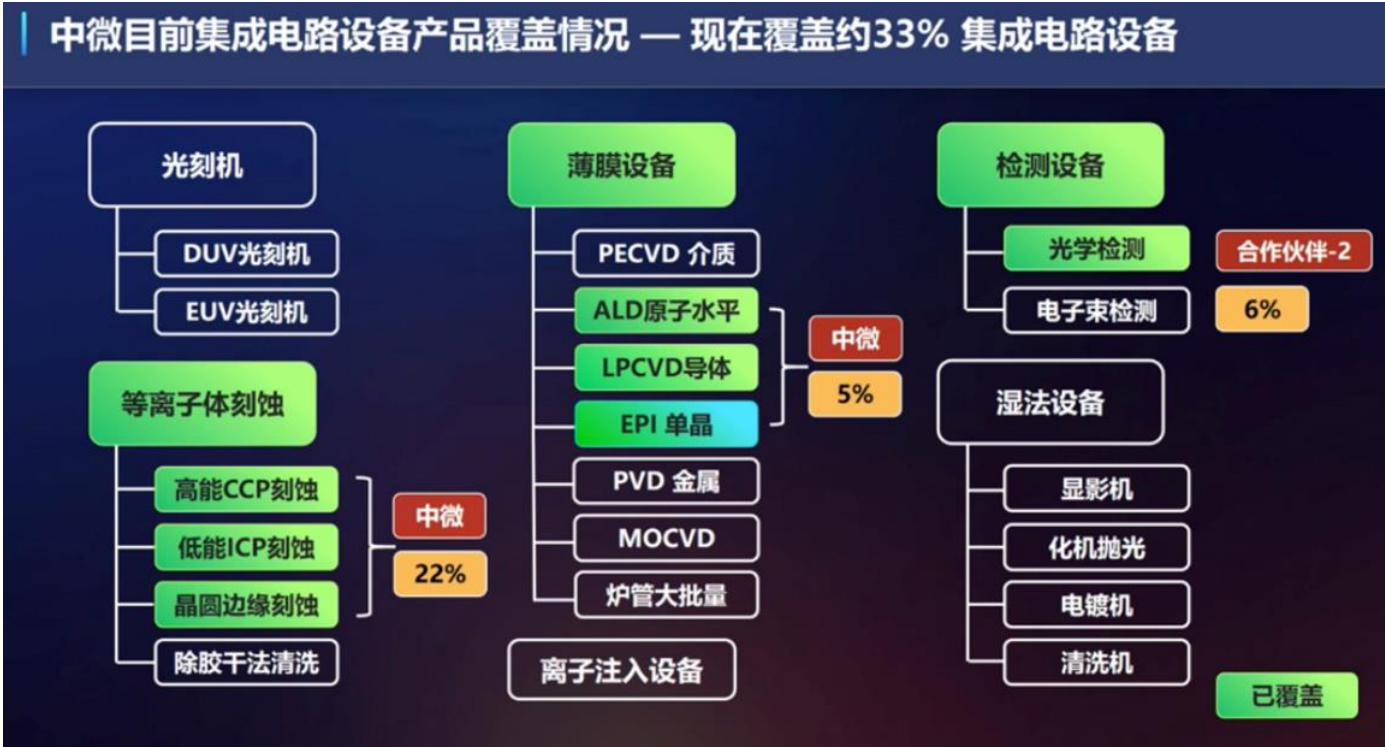 中微目前集成电路设备产品覆盖情况 — 现在覆盖约33% 集成电路设备
光刻机
DUV光刻机
EUV光刻机
等离子体刻蚀
高能CCP刻蚀
低能ICP刻蚀
晶圆边缘刻蚀
除胶干法清洗
中微
22%
薄膜设备
PECVD 介质
ALD原子水平
LPCVD导体
EPI 单晶
PVD 金属
MOCVD
炉管大批量
中微
5%
离子注入设备
检测设备
光学检测
合作伙伴-2
电子束检测
6%
湿法设备
显影机
化机抛光
电镀机
清洗机
已覆盖